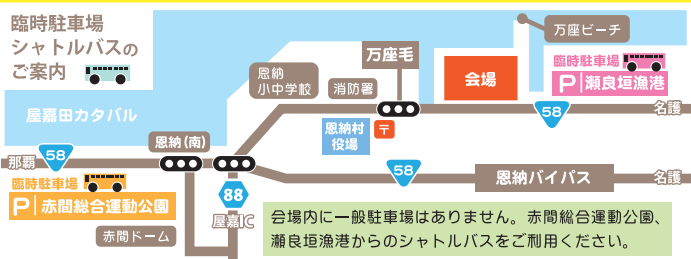 臨時駐車場
シャトルバスの
ご案内
万座ビーチ
万座毛
会場
臨時駐車場
P 瀬良垣漁港
恩納
小中学校
消防署
屋嘉田カタバル
恩納村
役場
〒
58
名護
恩納(南)
58
那覇
58
臨時駐車場
P 赤間総合運動公園
88
恩納バイパス
名護
屋嘉IC
赤間ドーム
会場内に一般駐車場はありません。赤間総合運動公園、
瀬良垣漁港からのシャトルバスをご利用ください。